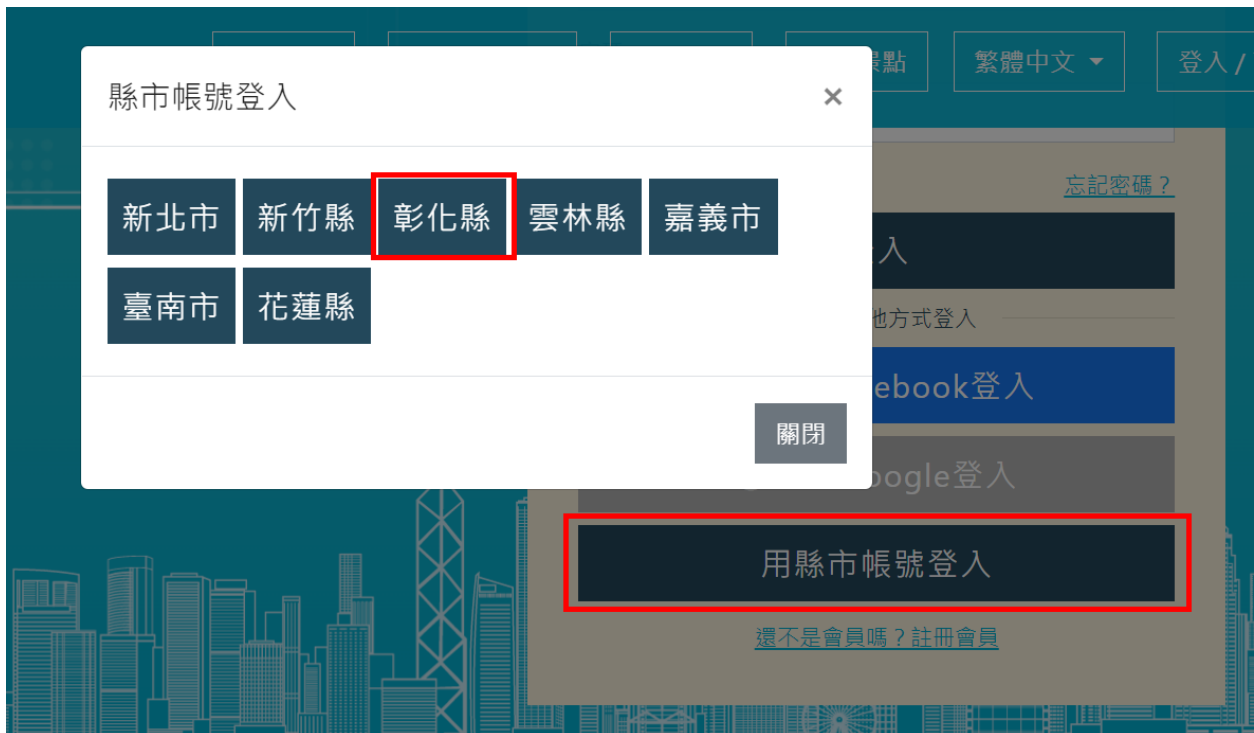 景點
繁體中文
登入 /
縣市帳號登入
×
忘記密碼？
新北市
新竹縣
彰化縣
雲林縣
嘉義市
臺南市
花蓮縣
入
他方式登入
ebook登入
關閉
oogle登入
用縣市帳號登入
還不是會員嗎？註冊會員